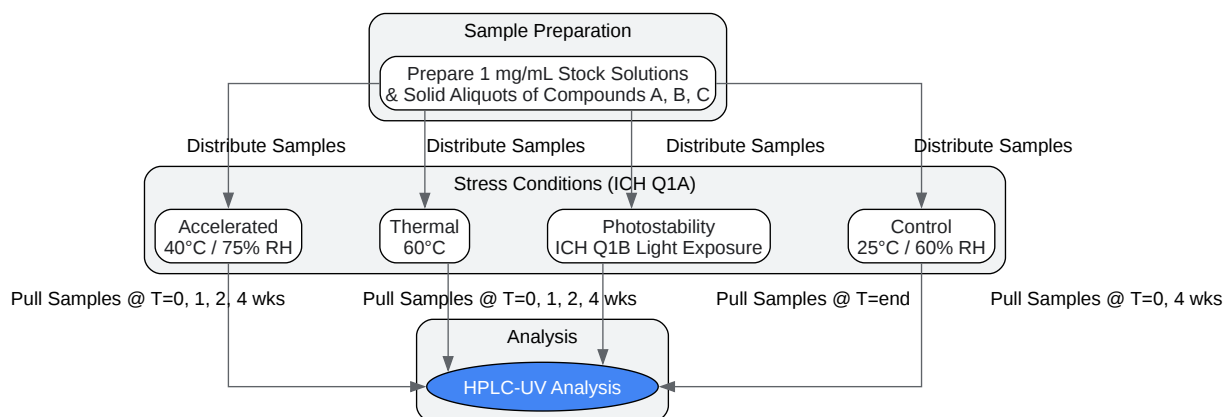 Sample Preparation
Prepare 1 mg/mL Stock Solutions
& Solid Aliquots of Compounds A, B, C
Distribute Samples
Distribute Samples
Distribute Samples
Distribute Samples
Stress Conditions (ICH Q1A)
Accelerated
40°C / 75% RH
Thermal
60°C
Photostability
ICH Q1B Light Exposure
Control
25°C / 60% RH
Pull Samples @ T=0, 1, 2, 4 wks
Pull Samples @ T=0, 1, 2, 4 wks
Pull Samples @ T=end
Pull Samples @ T=0, 4 wks
Analysis
HPLC-UV Analysis